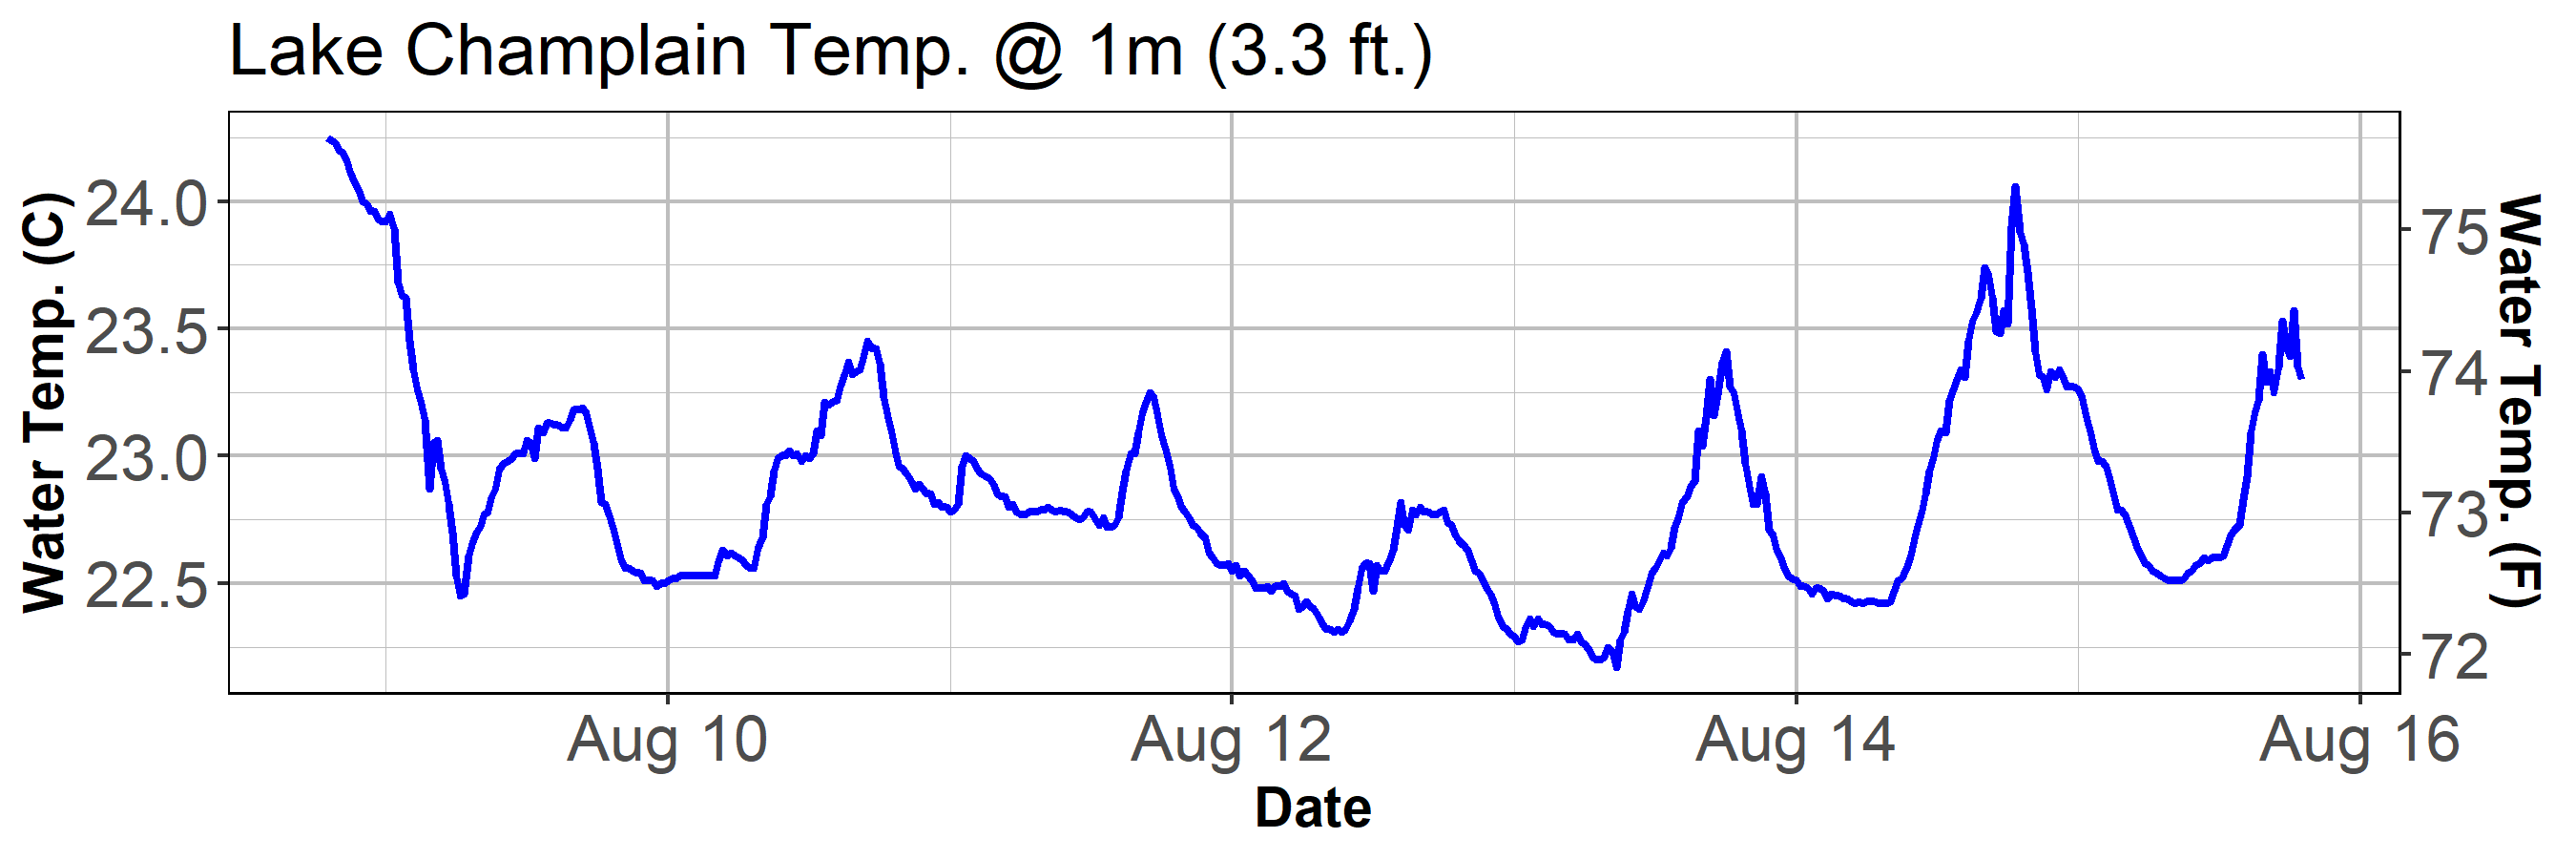 Lake Champlain Temp. @ 1m (3.3 ft.)
Water Temp. (C)
24.0
23.5
23.0
22.5
75
74
73
72
Water Temp. (F)
Aug 10
Aug 12
Aug 14
Aug 16
Date